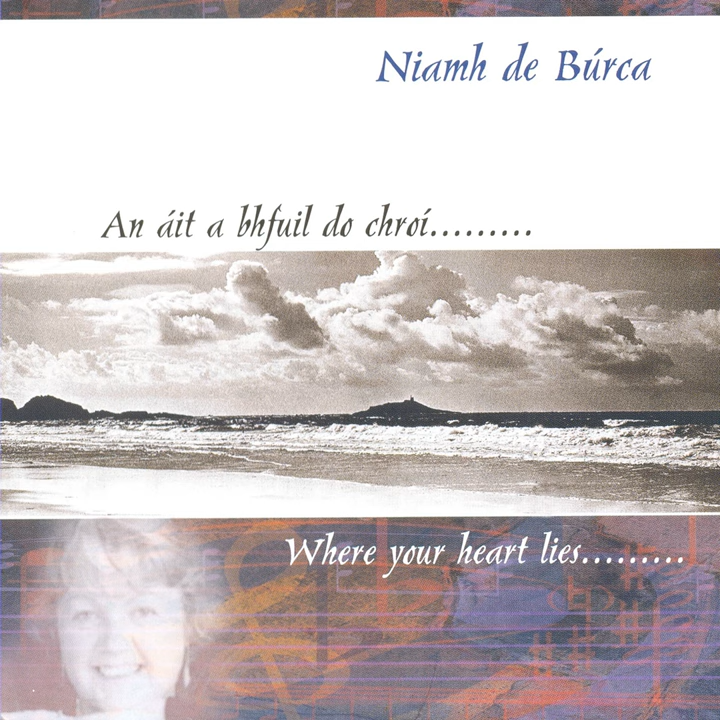 Niamh de Búrca
An áit a bhfuil do chroí.........
Where your heart lies.........